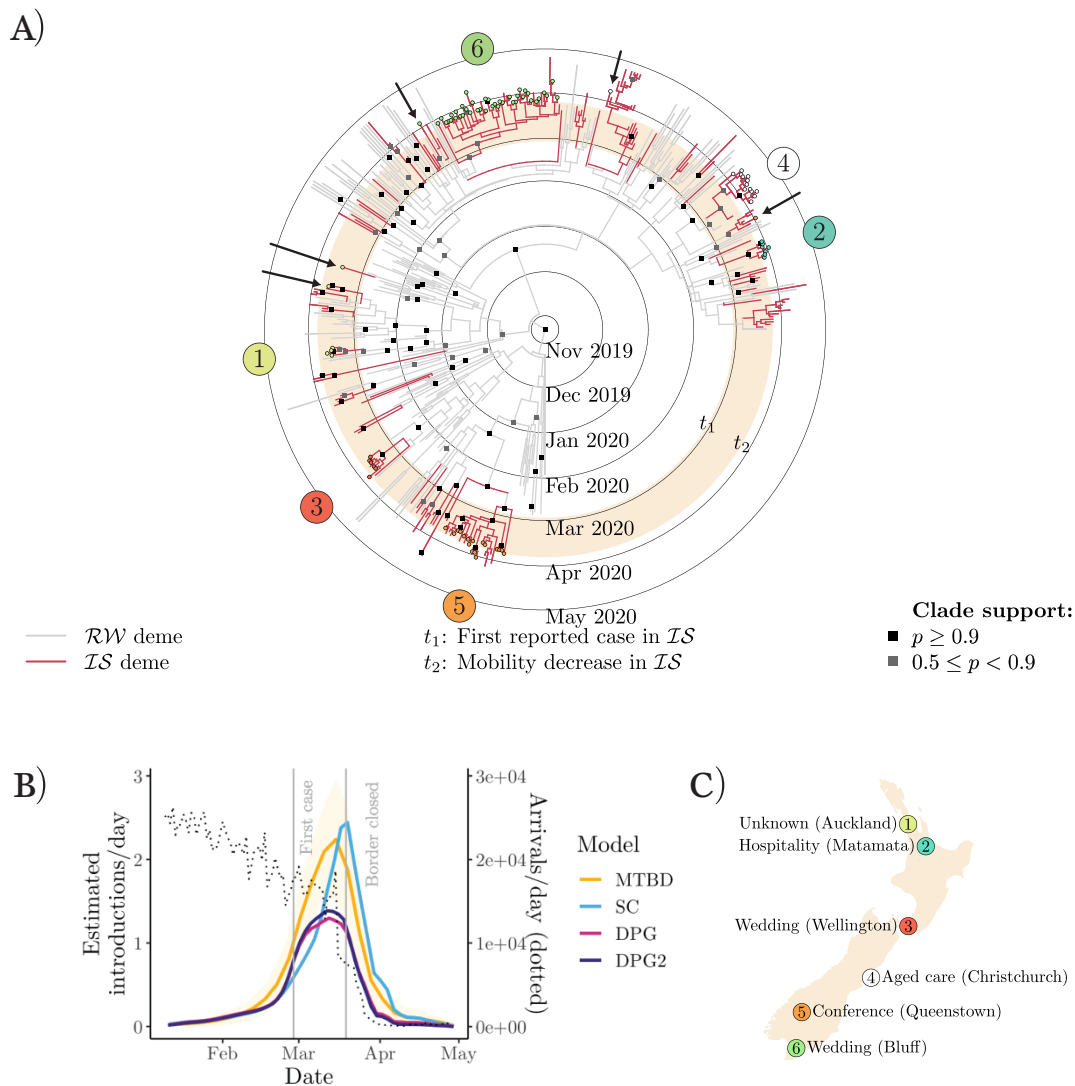 A)
6
4
2
1
3
5
Nov 2019
Dec 2019
Jan 2020
Feb 2020
Mar 2020
Apr 2020
May 2020
t₁
t₂
RW deme
IS deme
t₁: First reported case in IS
t₂: Mobility decrease in IS
Clade support:
p ≥ 0.9
0.5 ≤ p < 0.9
B)
Estimated
introductions/day
3
2
1
0
First case
Border closed
3e+04
2e+04
1e+04
0e+00
Arrivals/day (dotted)
Feb
Mar
Apr
May
Date
Model
MTBD
SC
DPG
DPG2
C)
Unknown (Auckland) 1
Hospitality (Matamata) 2
Wedding (Wellington) 3
4 Aged care (Christchurch)
5 Conference (Queenstown)
6 Wedding (Bluff)